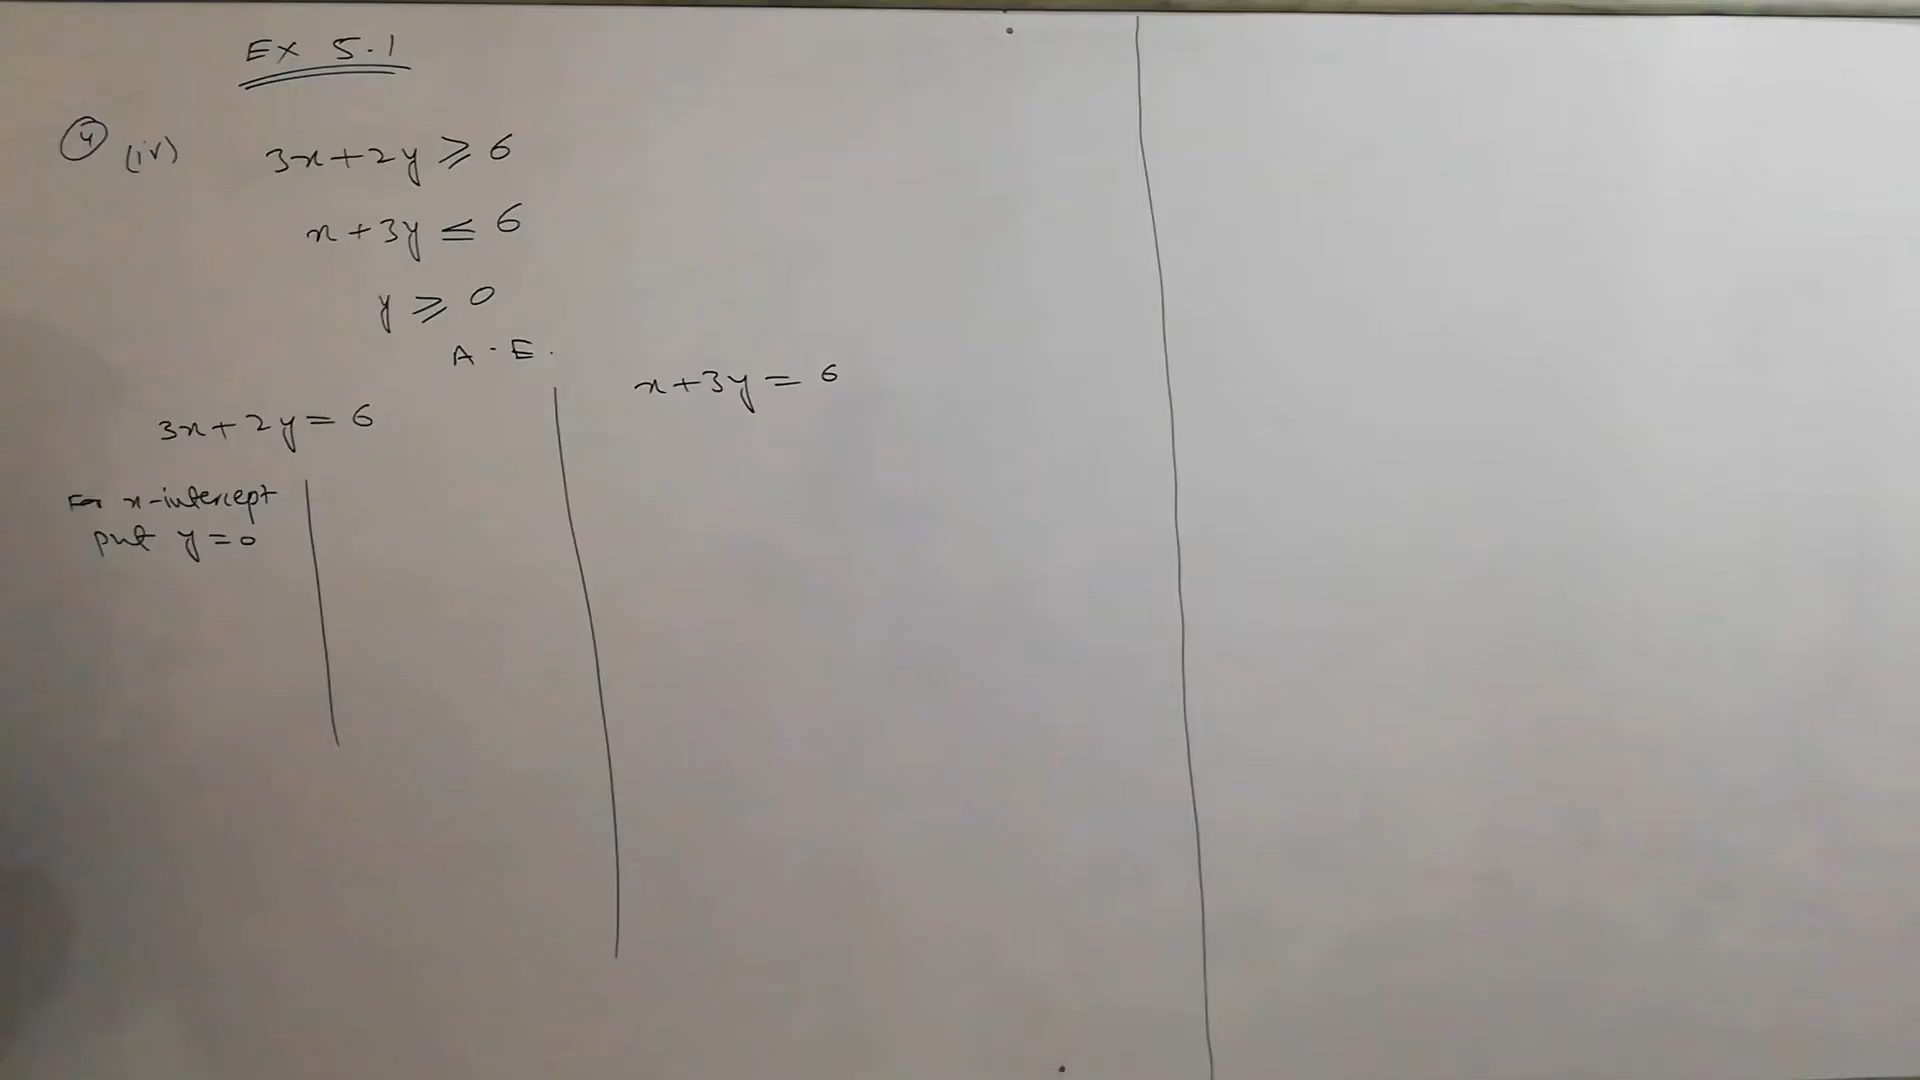 EX 5.1
4 (iv) 3x+2y ⩾ 6
x+3y ≤ 6
y ⩾ 0
A.E.
3x+2y = 6
x+3y = 6
For x-intercept
put y=0